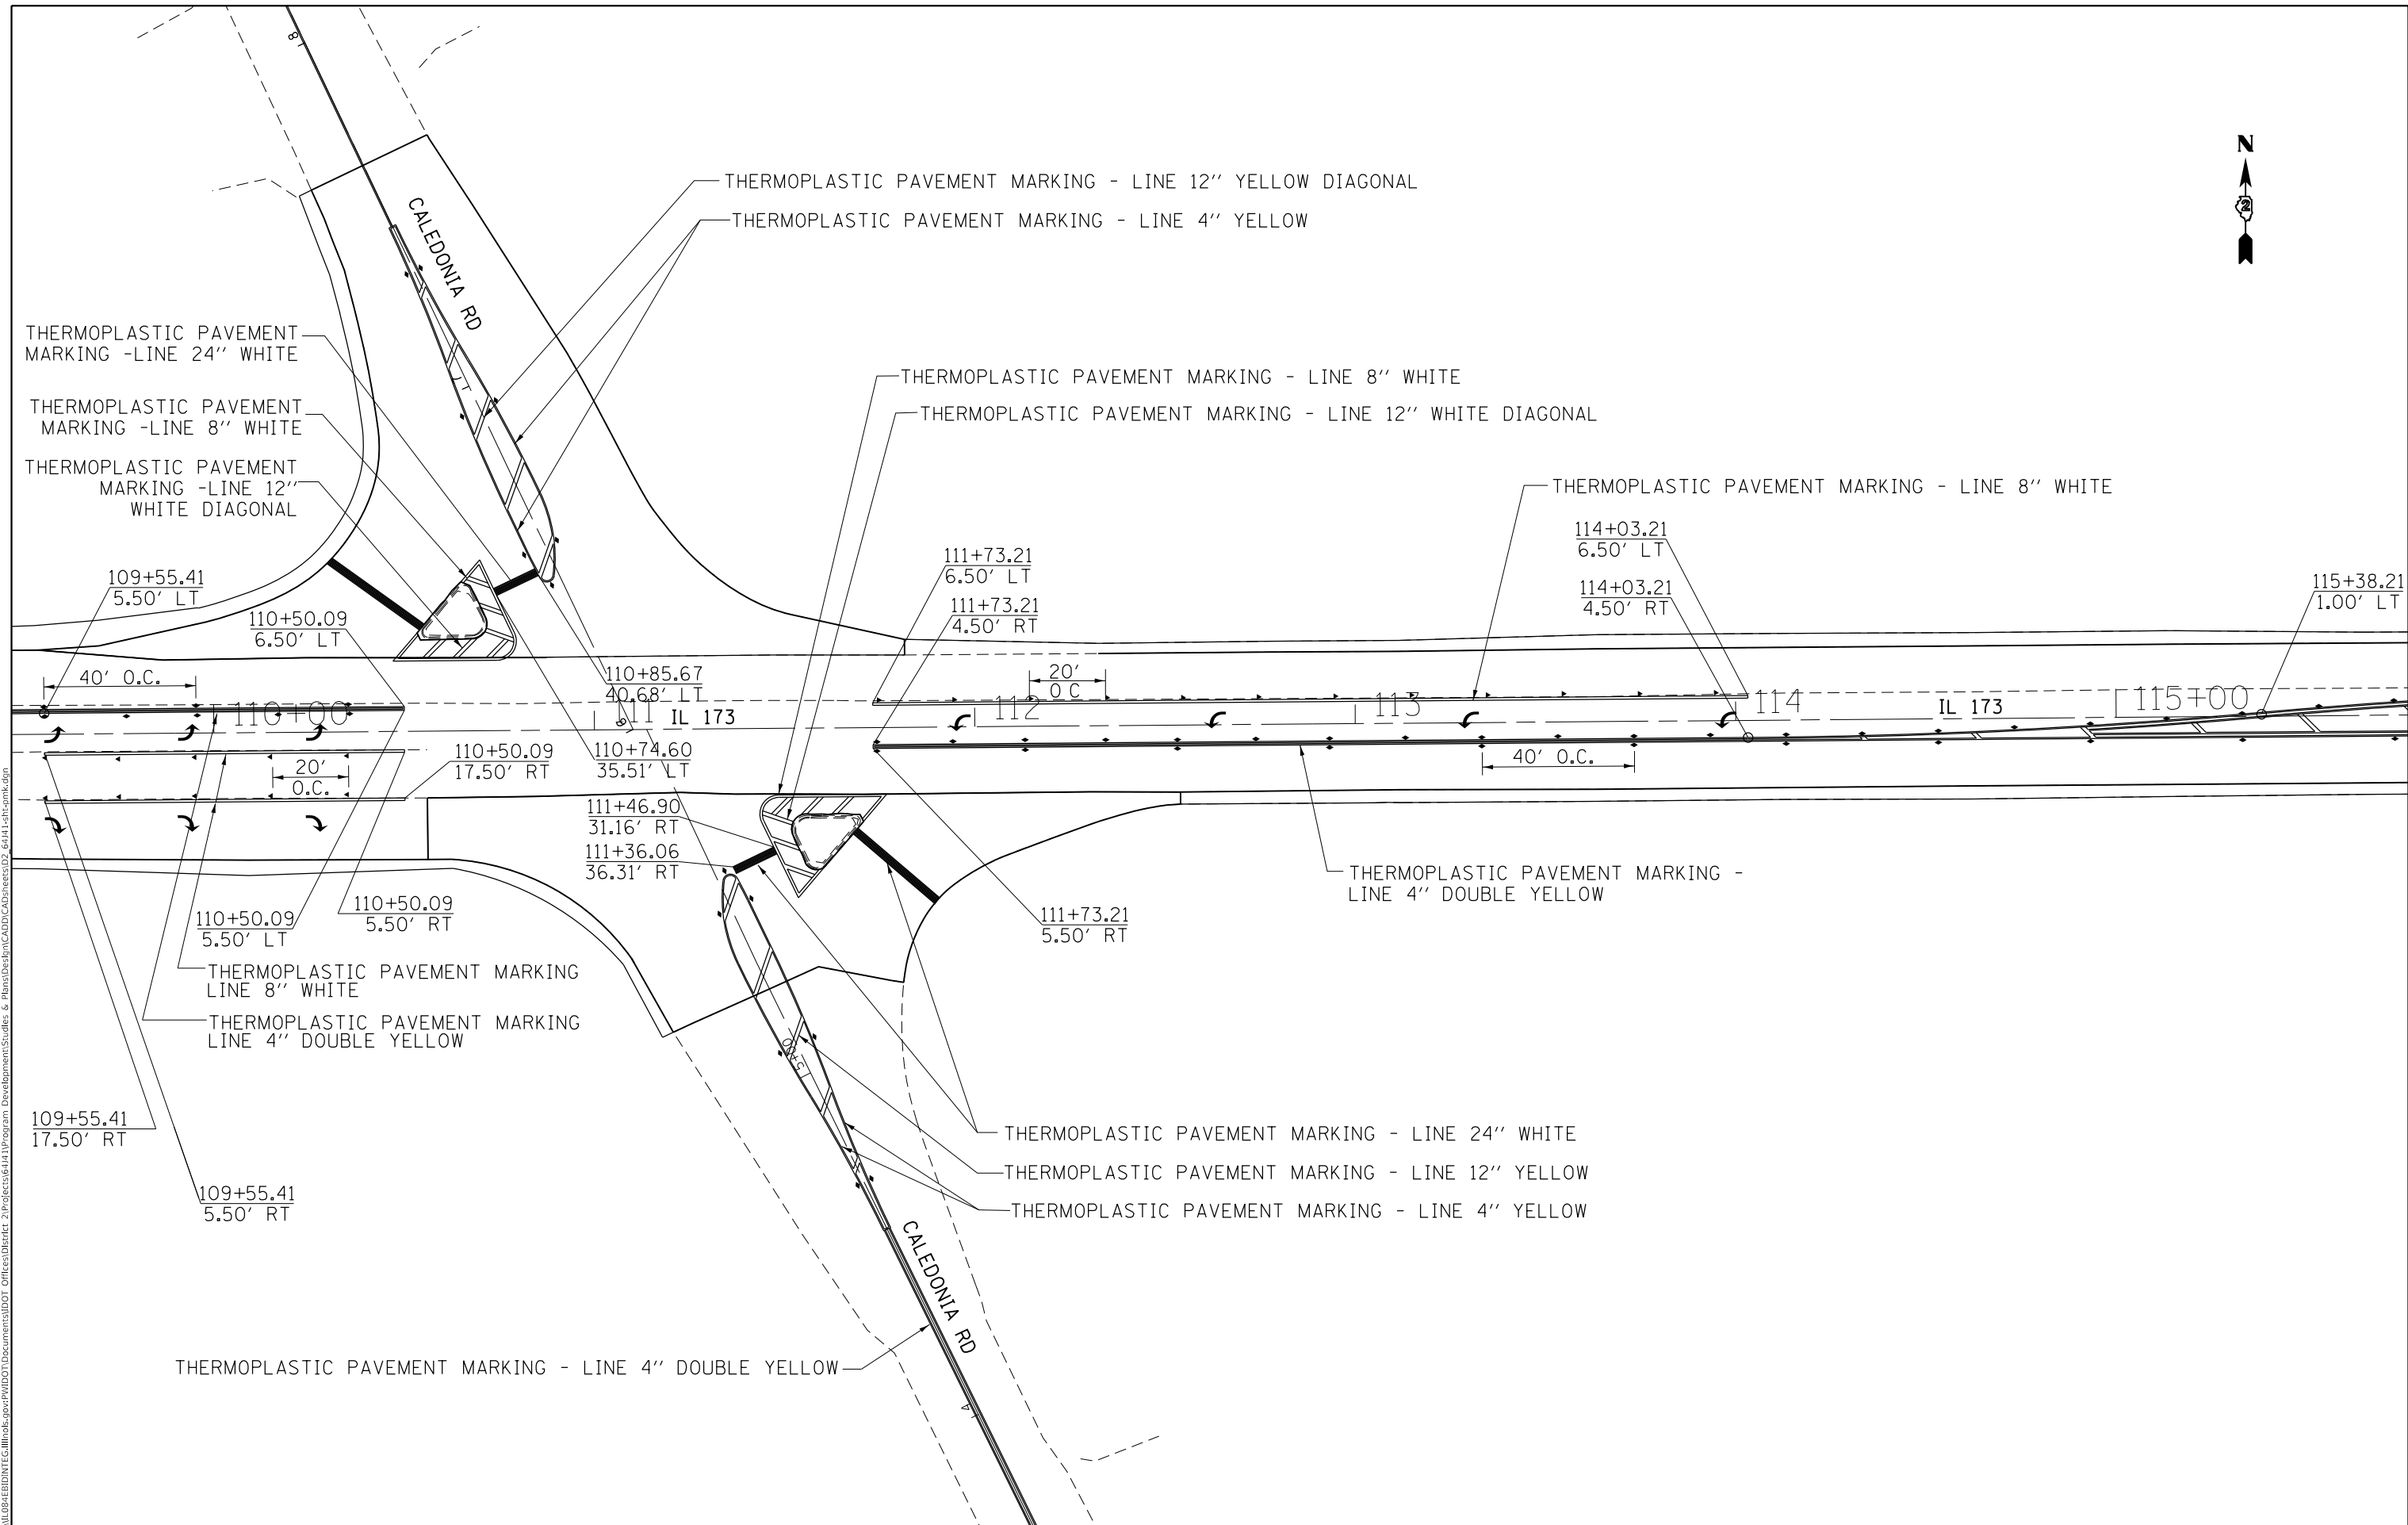 N
2
18
CALEDONIA RD
THERMOPLASTIC PAVEMENT MARKING - LINE 12" YELLOW DIAGONAL
THERMOPLASTIC PAVEMENT MARKING - LINE 4" YELLOW
THERMOPLASTIC PAVEMENT
MARKING -LINE 24" WHITE
THERMOPLASTIC PAVEMENT
MARKING -LINE 8" WHITE
THERMOPLASTIC PAVEMENT
MARKING -LINE 12"
WHITE DIAGONAL
THERMOPLASTIC PAVEMENT MARKING - LINE 8" WHITE
THERMOPLASTIC PAVEMENT MARKING - LINE 12" WHITE DIAGONAL
THERMOPLASTIC PAVEMENT MARKING - LINE 8" WHITE
114+03.21
6.50' LT
114+03.21
4.50' RT
115+38.21
1.00' LT
111+73.21
6.50' LT
111+73.21
4.50' RT
109+55.41
5.50' LT
110+50.09
6.50' LT
40' O.C.
110+85.67
40.68' LT
20'
O C
110+00
111
IL 173
112
113
114
IL 173
115+00
110+74.60
35.51' LT
110+50.09
17.50' RT
20'
O.C.
40' O.C.
111+46.90
31.16' RT
111+36.06
36.31' RT
THERMOPLASTIC PAVEMENT MARKING -
LINE 4" DOUBLE YELLOW
110+50.09
5.50' LT
110+50.09
5.50' RT
111+73.21
5.50' RT
THERMOPLASTIC PAVEMENT MARKING
LINE 8" WHITE
THERMOPLASTIC PAVEMENT MARKING
LINE 4" DOUBLE YELLOW
15+00
109+55.41
17.50' RT
109+55.41
5.50' RT
THERMOPLASTIC PAVEMENT MARKING - LINE 24" WHITE
THERMOPLASTIC PAVEMENT MARKING - LINE 12" YELLOW
THERMOPLASTIC PAVEMENT MARKING - LINE 4" YELLOW
CALEDONIA RD
THERMOPLASTIC PAVEMENT MARKING - LINE 4" DOUBLE YELLOW
14